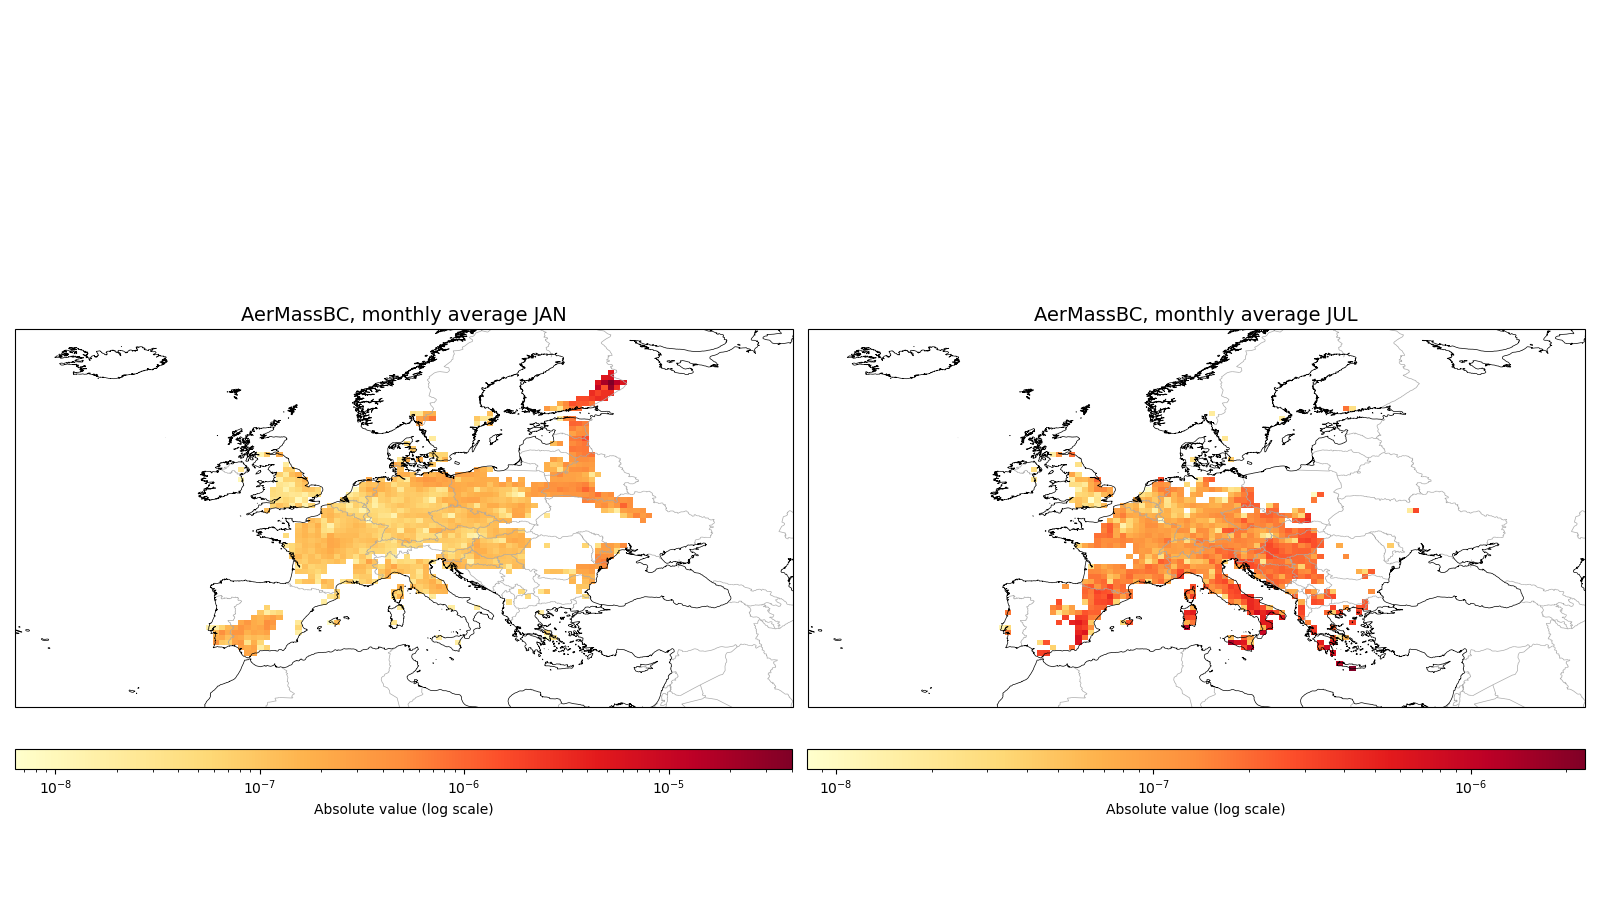 AerMassBC, monthly average JAN
AerMassBC, monthly average JUL
10⁻⁸ 10⁻⁷ 10⁻⁶ 10⁻⁵
Absolute value (log scale)
10⁻⁸ 10⁻⁷ 10⁻⁶
Absolute value (log scale)